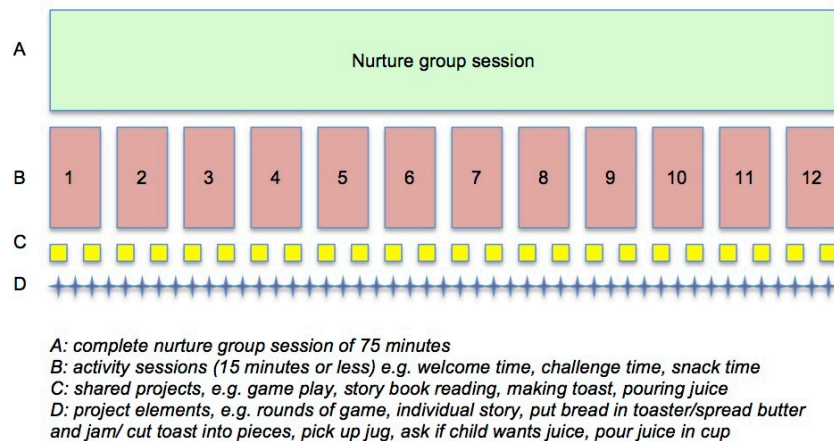 A
Nurture group session
B
1 2 3 4 5 6 7 8 9 10 11 12
C
D
A: complete nurture group session of 75 minutes
B: activity sessions (15 minutes or less) e.g. welcome time, challenge time, snack time
C: shared projects, e.g. game play, story book reading, making toast, pouring juice
D: project elements, e.g. rounds of game, individual story, put bread in toaster/spread butter
and jam/ cut toast into pieces, pick up jug, ask if child wants juice, pour juice in cup